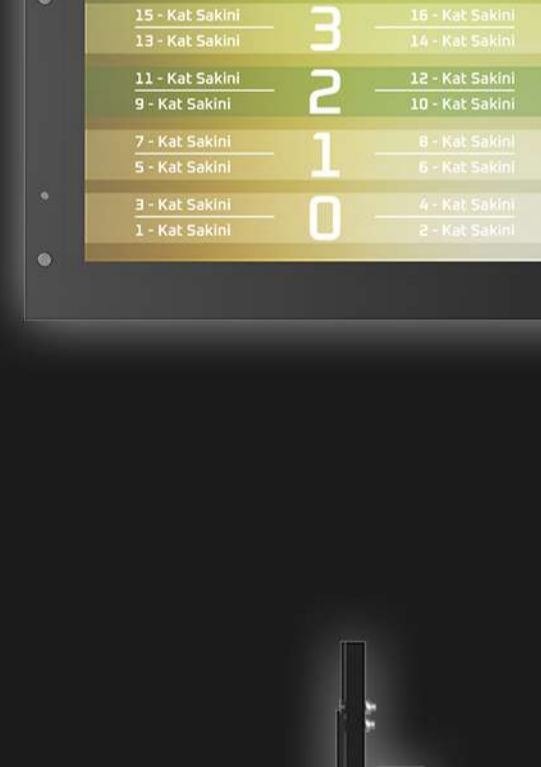 15 - Kat Sakini 3 16 - Kat Sakini
13 - Kat Sakini 14 - Kat Sakini
11 - Kat Sakini 2 12 - Kat Sakini
9 - Kat Sakini 10 - Kat Sakini
7 - Kat Sakini 1 8 - Kat Sakini
5 - Kat Sakini 6 - Kat Sakini
3 - Kat Sakini 0 4 - Kat Sakini
1 - Kat Sakini 2 - Kat Sakini